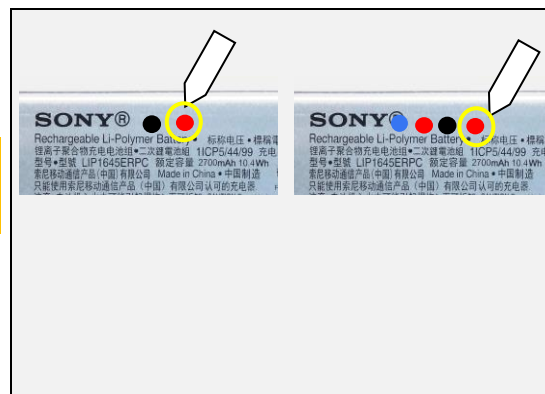 SONY®
Rechargeable Li-Polymer Battery • 标称电压 • 標稱電
锂离子聚合物充电电池组 • 二次鋰電池組 1ICP5/44/99 充电
型号 • 型號 LIP1645ERPC 额定容量 2700mAh 10.4Wh
索尼移动通信产品(中国)有限公司 Made in China • 中国制造
只能使用索尼移动通信产品(中国)有限公司认可的充电器
SONY®
Rechargeable Li-Polymer Battery • 标称电压 • 標稱
锂离子聚合物充电电池组 • 二次鋰電池組 1ICP5/44/99 充电
型号 • 型號 LIP1645ERPC 额定容量 2700mAh 10.4Wh
索尼移动通信产品(中国)有限公司 Made in China • 中国制造
只能使用索尼移动通信产品(中国)有限公司认可的充电器